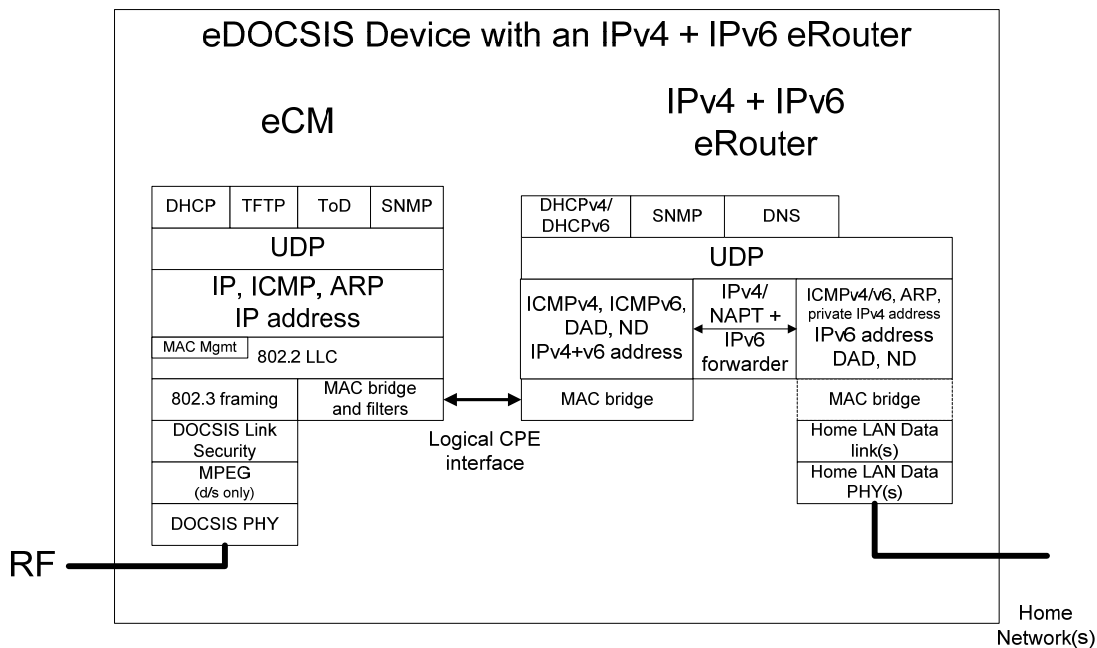 eDOCSIS Device with an IPv4 + IPv6 eRouter
eCM
IPv4 + IPv6
eRouter
DHCP
TFTP
ToD
SNMP
UDP
IP, ICMP, ARP
IP address
MAC Mgmt
802.2 LLC
802.3 framing
MAC bridge
and filters
DOCSIS Link
Security
MPEG
(d/s only)
DOCSIS PHY
RF
Logical CPE
interface
DHCPv4/
DHCPv6
SNMP
DNS
UDP
ICMPv4, ICMPv6,
DAD, ND
IPv4+v6 address
IPv4/
NAPT +
IPv6
forwarder
ICMPv4/v6, ARP,
private IPv4 address
IPv6 address
DAD, ND
MAC bridge
MAC bridge
Home LAN Data
link(s)
Home LAN Data
PHY(s)
Home
Network(s)